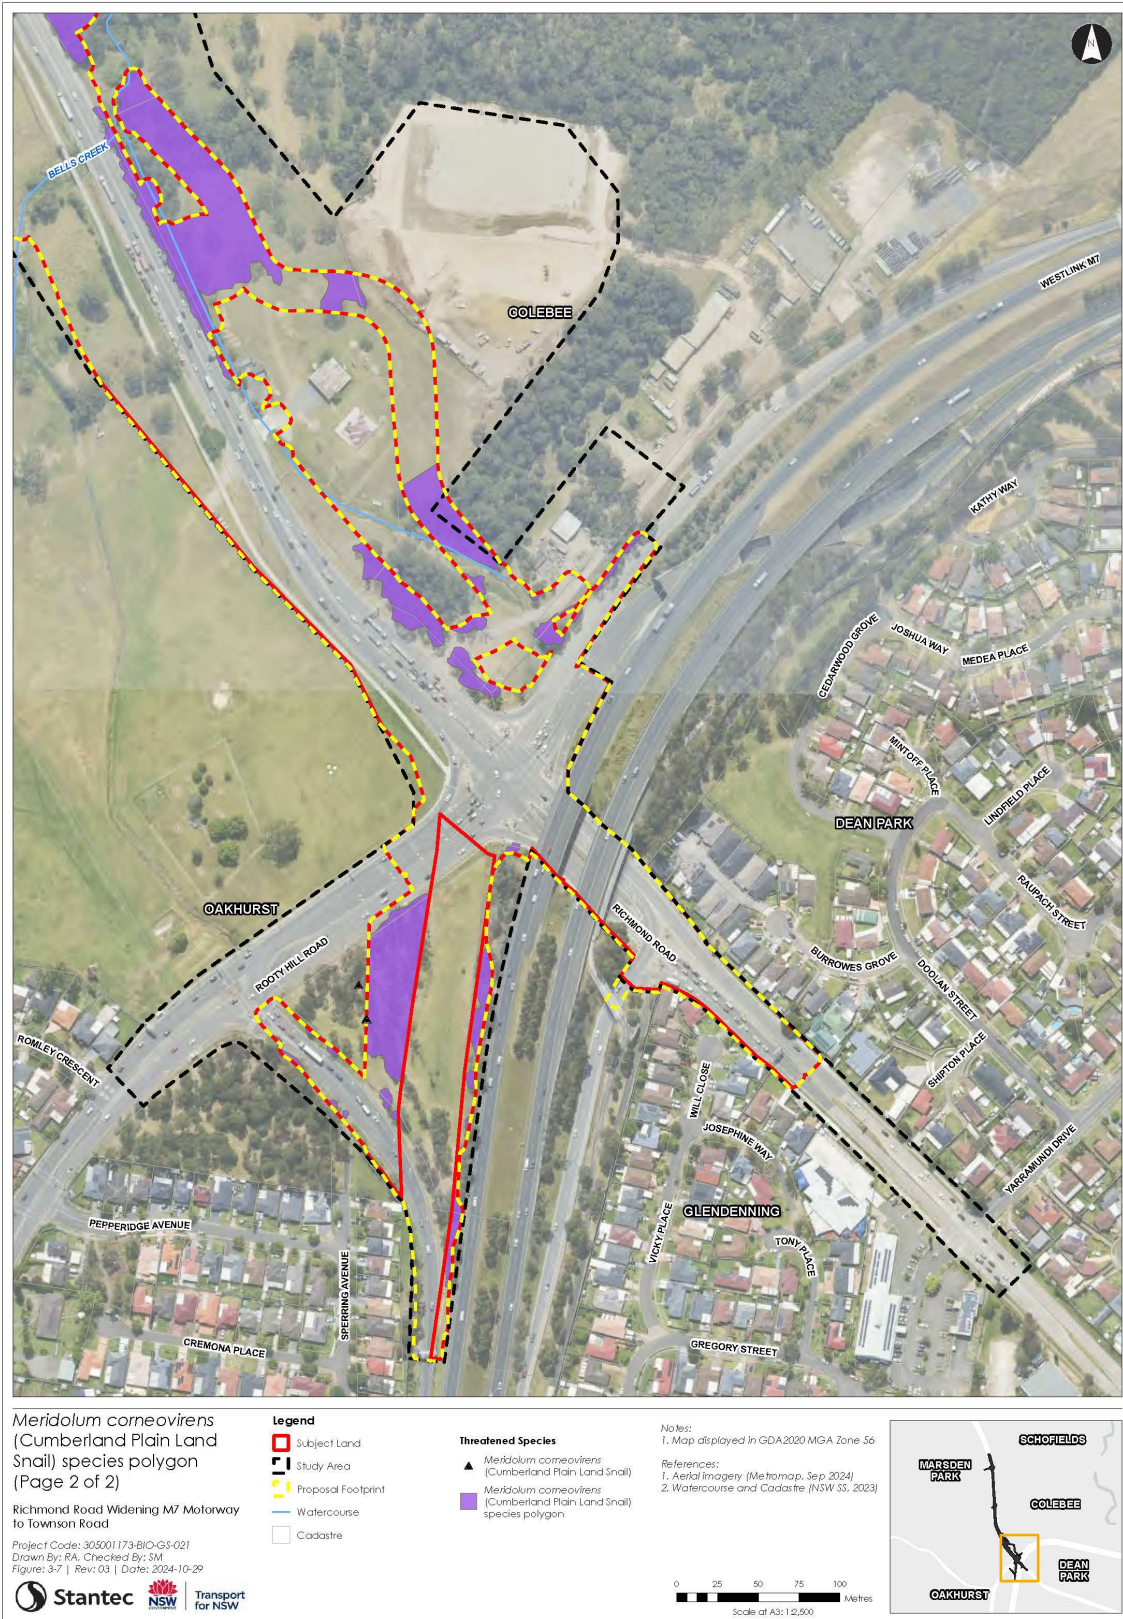 N
BELLS CREEK
WESTLINK M7
COLEBEE
KATHY WAY
CEDARWOOD GROVE
JOSHUA WAY
MEDEA PLACE
MINTOFF PLACE
LINDFIELD PLACE
DEAN PARK
RAUPACH STREET
OAKHURST
ROOTY HILL ROAD
RICHMOND ROAD
BURROWES GROVE
DOOLAN STREET
ROMLEY CRESCENT
SHIPTON PLACE
WILL CLOSE
JOSEPHINE WAY
YARRAMUNDI DRIVE
PEPPERIDGE AVENUE
GLENDENNING
VICKY PLACE
TONY PLACE
SPERRING AVENUE
CREMONA PLACE
GREGORY STREET
Meridolum corneovirens
(Cumberland Plain Land
Snail) species polygon
(Page 2 of 2)
Richmond Road Widening M7 Motorway
to Townson Road
Project Code: 305001173-BIO-GS-021
Drawn By: RA, Checked By: SM
Figure: 3-7 | Rev: 03 | Date: 2024-10-29
Stantec
NSW
GOVERNMENT
Transport
for NSW
Legend
Subject Land
Study Area
Proposal Footprint
Watercourse
Cadastre
Threatened Species
Meridolum corneovirens
(Cumberland Plain Land Snail)
Meridolum corneovirens
(Cumberland Plain Land Snail)
species polygon
Notes:
1. Map displayed in GDA2020 MGA Zone 56
References:
1. Aerial imagery (Metromap, Sep 2024)
2. Watercourse and Cadastre (NSW SS, 2023)
0 25 50 75 100
Metres
Scale at A3: 1:2,500
SCHOFIELDS
MARSDEN
PARK
COLEBEE
DEAN
PARK
OAKHURST